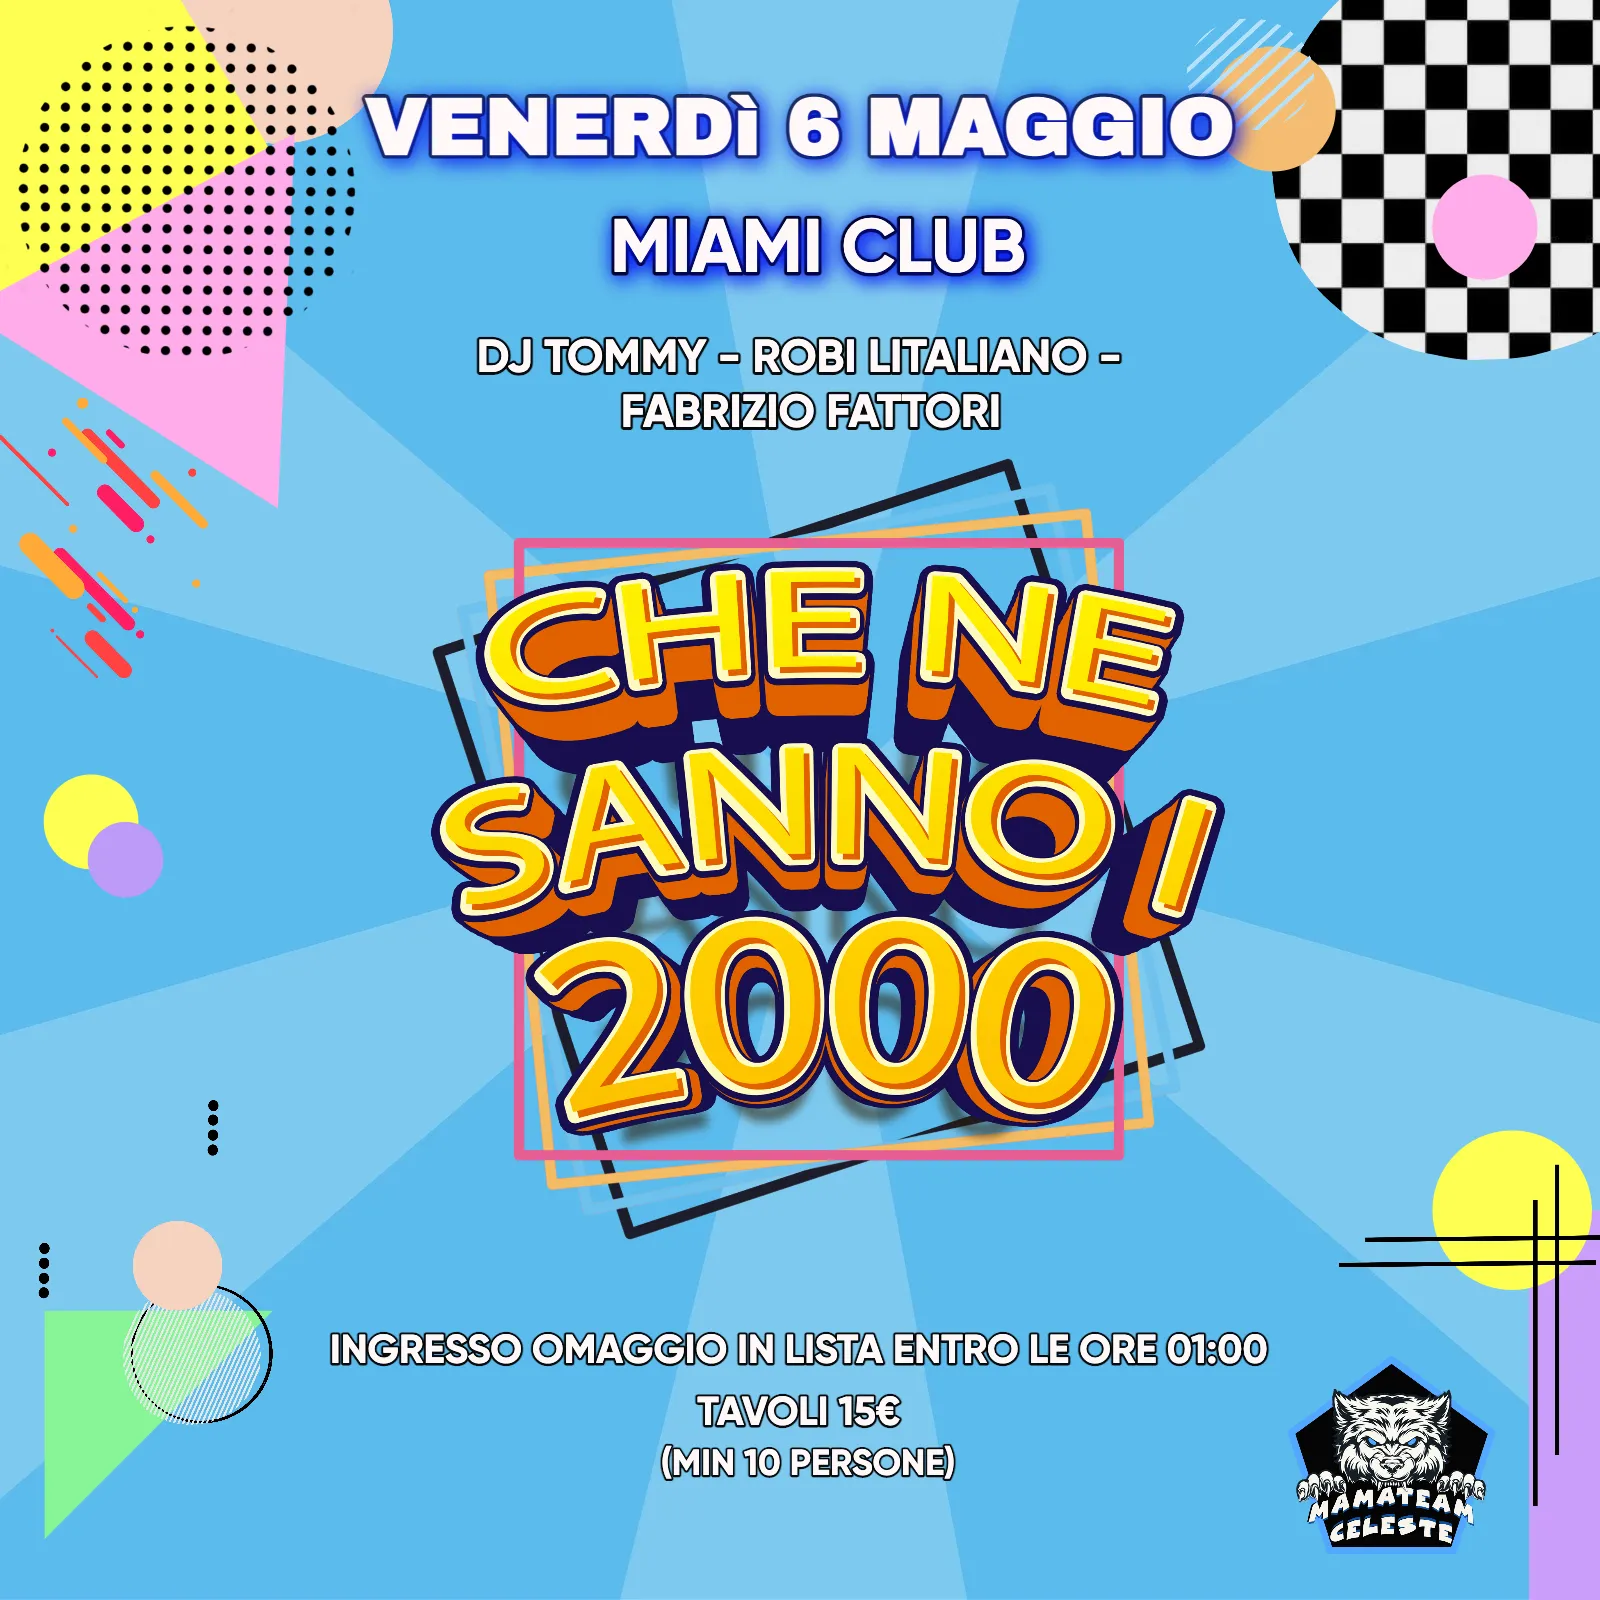 VENERDì 6 MAGGIO
MIAMI CLUB
DJ TOMMY - ROBI LITALIANO -
FABRIZIO FATTORI
CHE NE
SANNO I
2000
INGRESSO OMAGGIO IN LISTA ENTRO LE ORE 01:00
TAVOLI 15€
(MIN 10 PERSONE)
MAMATEAM
CELESTE